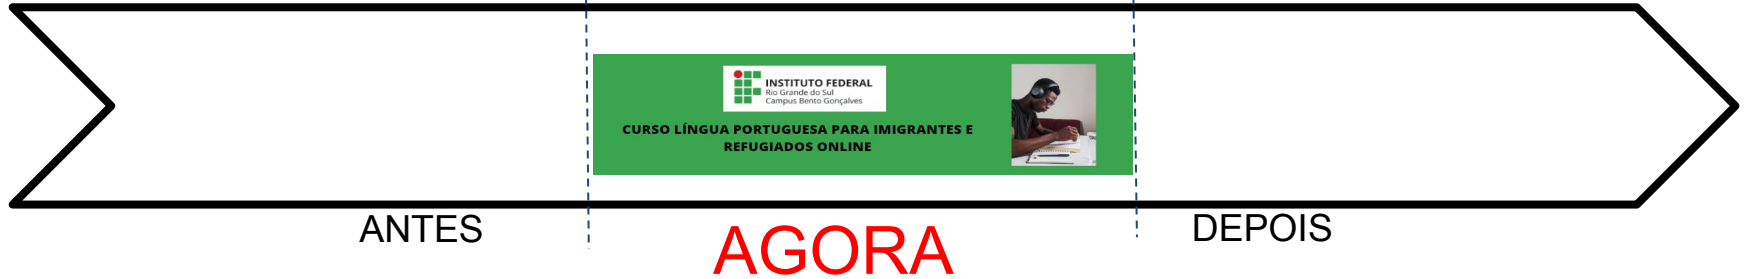 INSTITUTO FEDERAL
Rio Grande do Sul
Campus Bento Gonçalves
CURSO LÍNGUA PORTUGUESA PARA IMIGRANTES E
REFUGIADOS ONLINE
ANTES
AGORA
DEPOIS